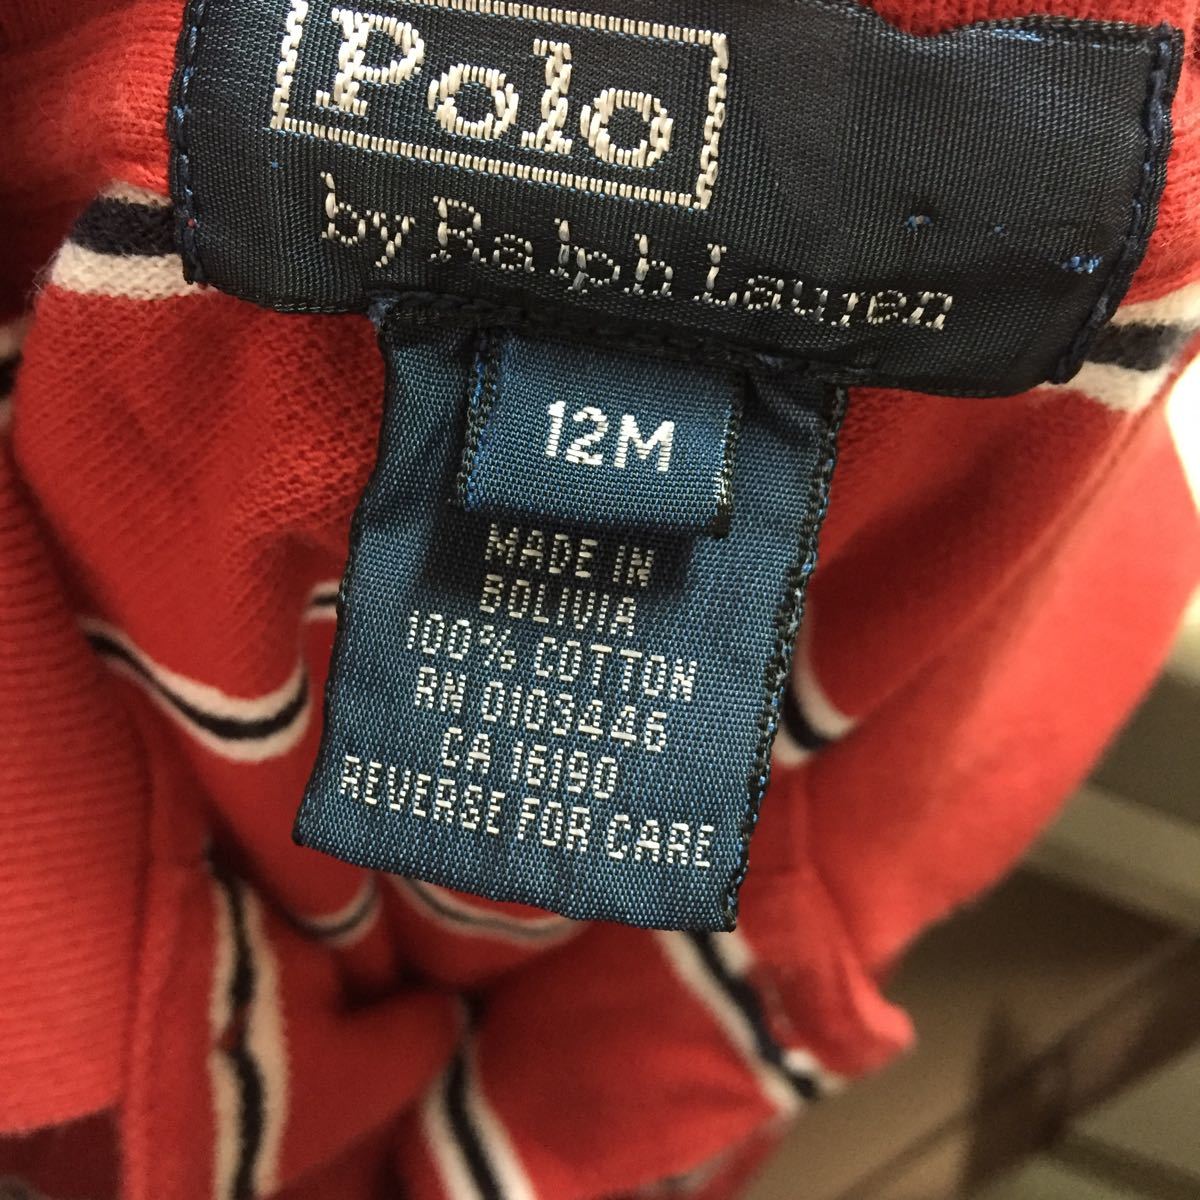 Polo
by Ralph Lauren
12M
MADE IN
BOLIVIA
100% COTTON
RN 0103446
CA 16190
REVERSE FOR CARE